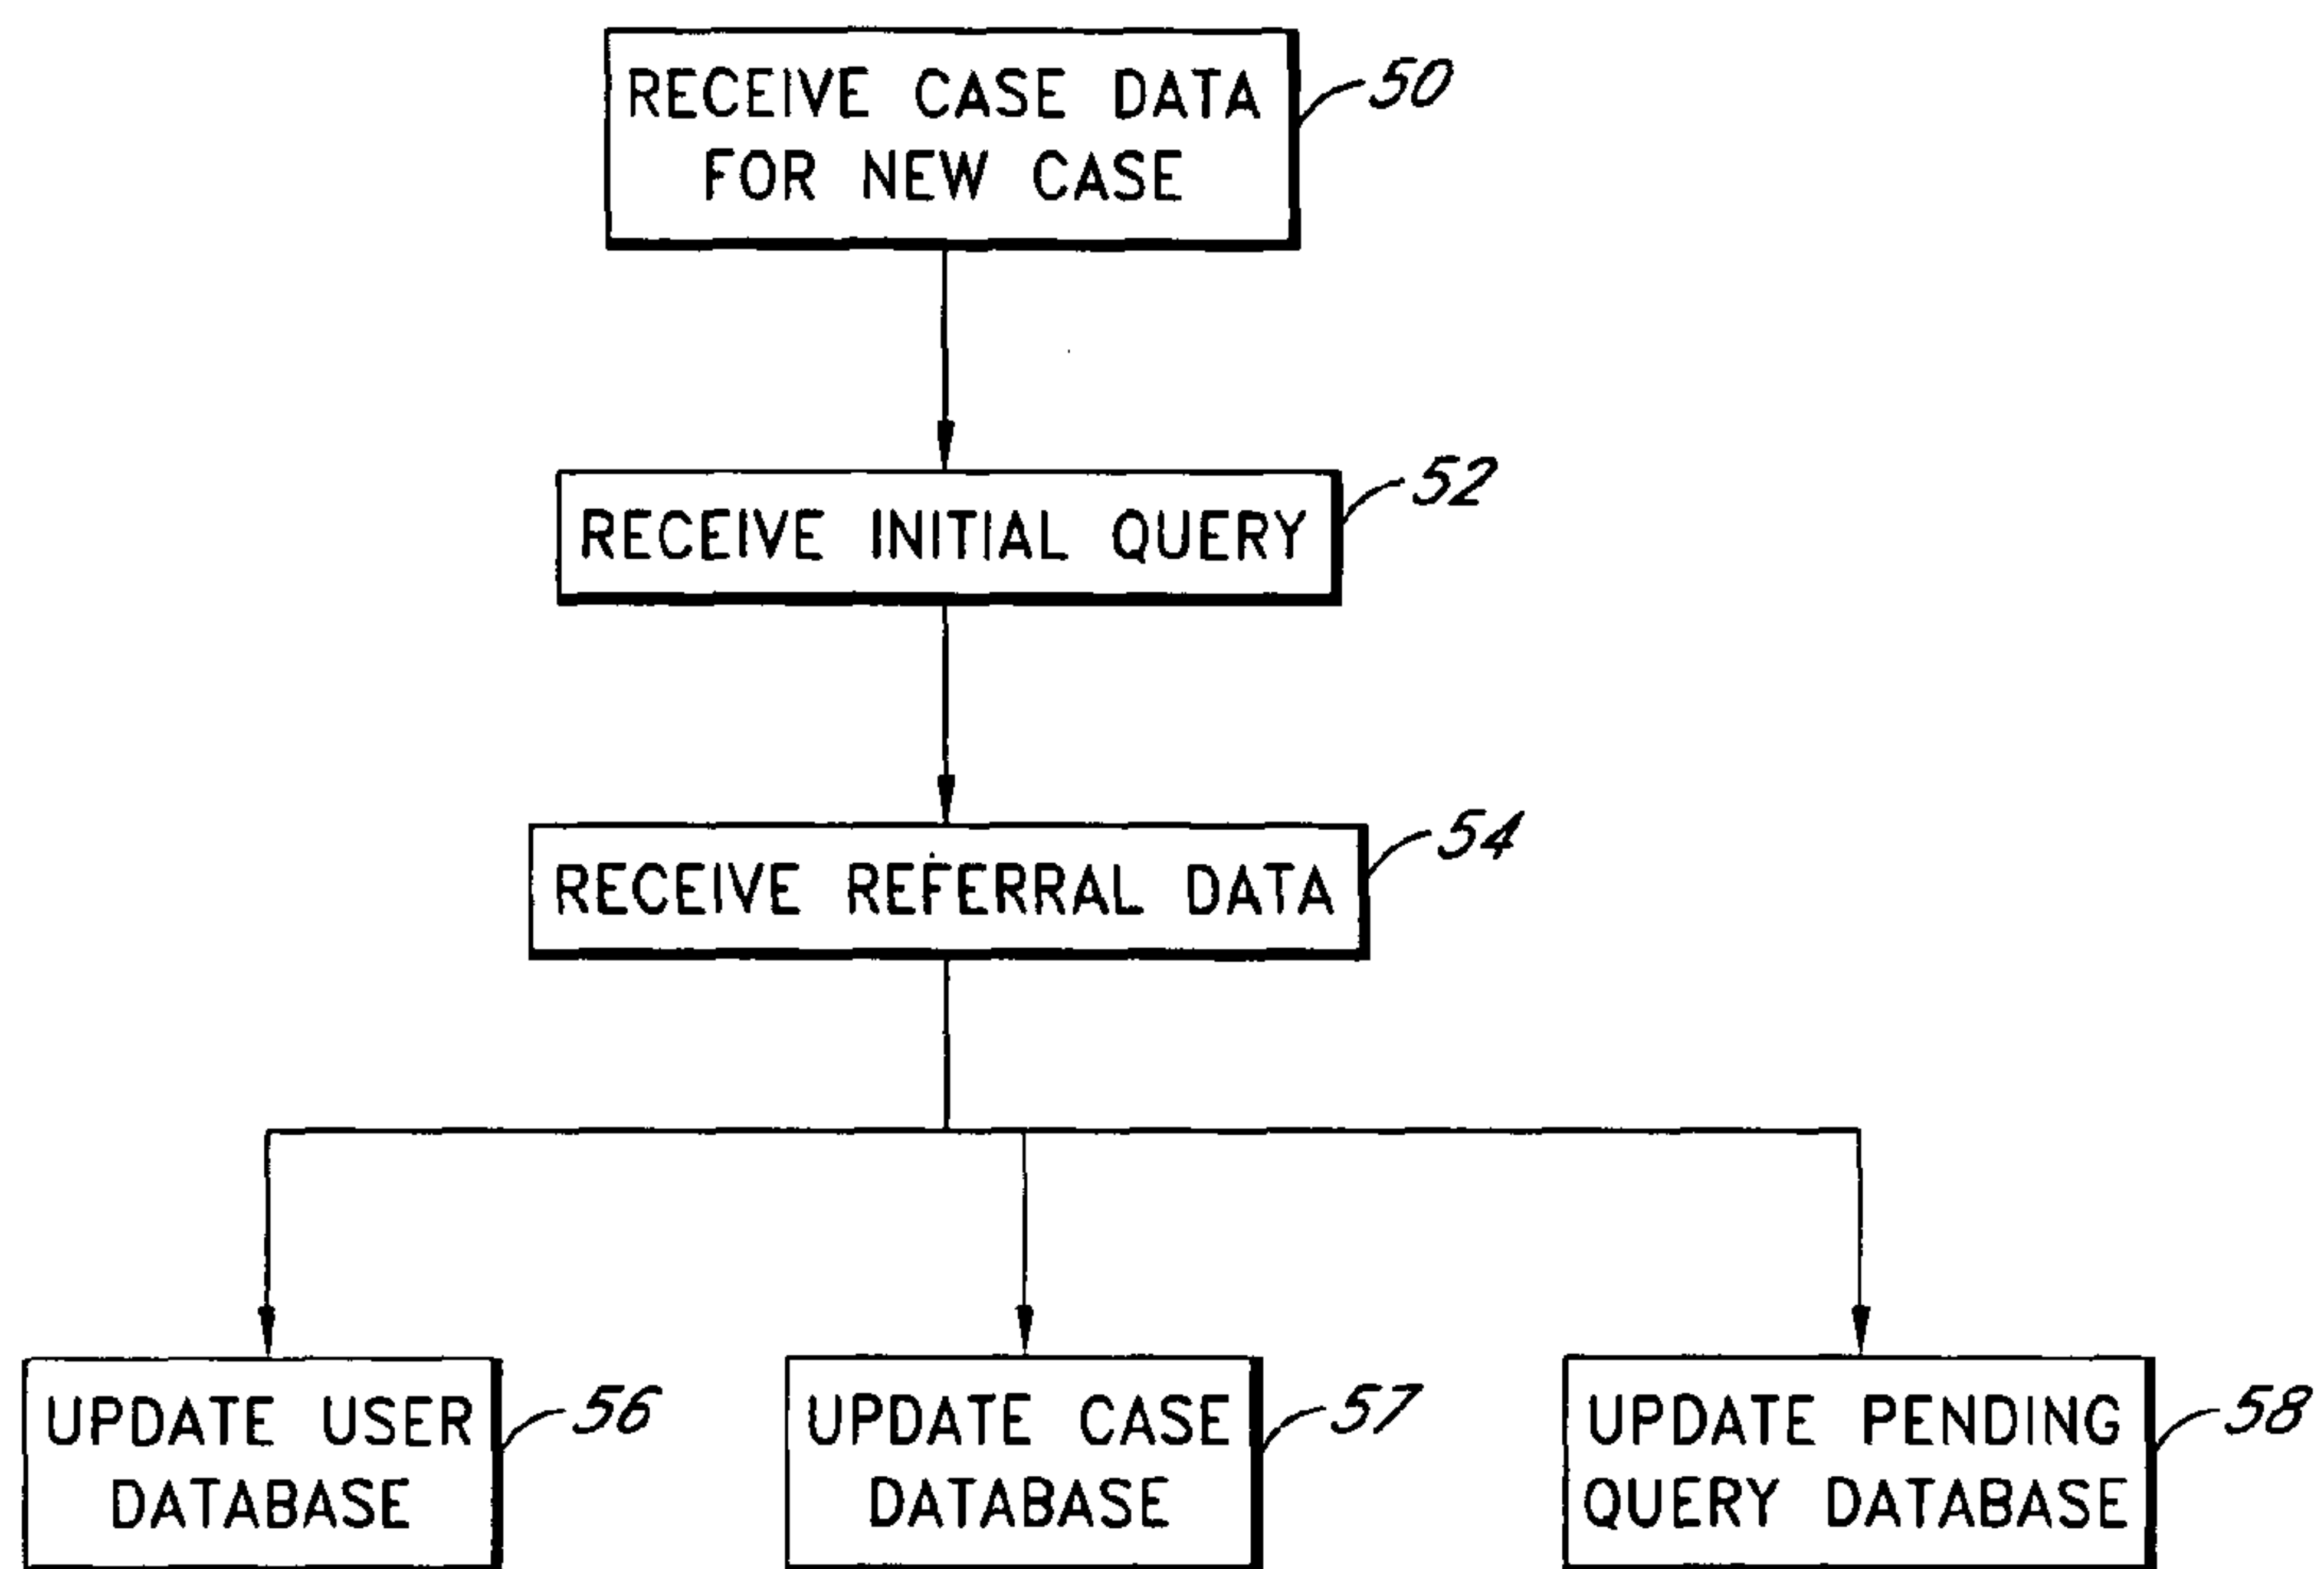 RECEIVE CASE DATA
FOR NEW CASE
50
RECEIVE INITIAL QUERY
52
RECEIVE REFERRAL DATA
54
UPDATE USER
DATABASE
56
UPDATE CASE
DATABASE
57
UPDATE PENDING
QUERY DATABASE
58